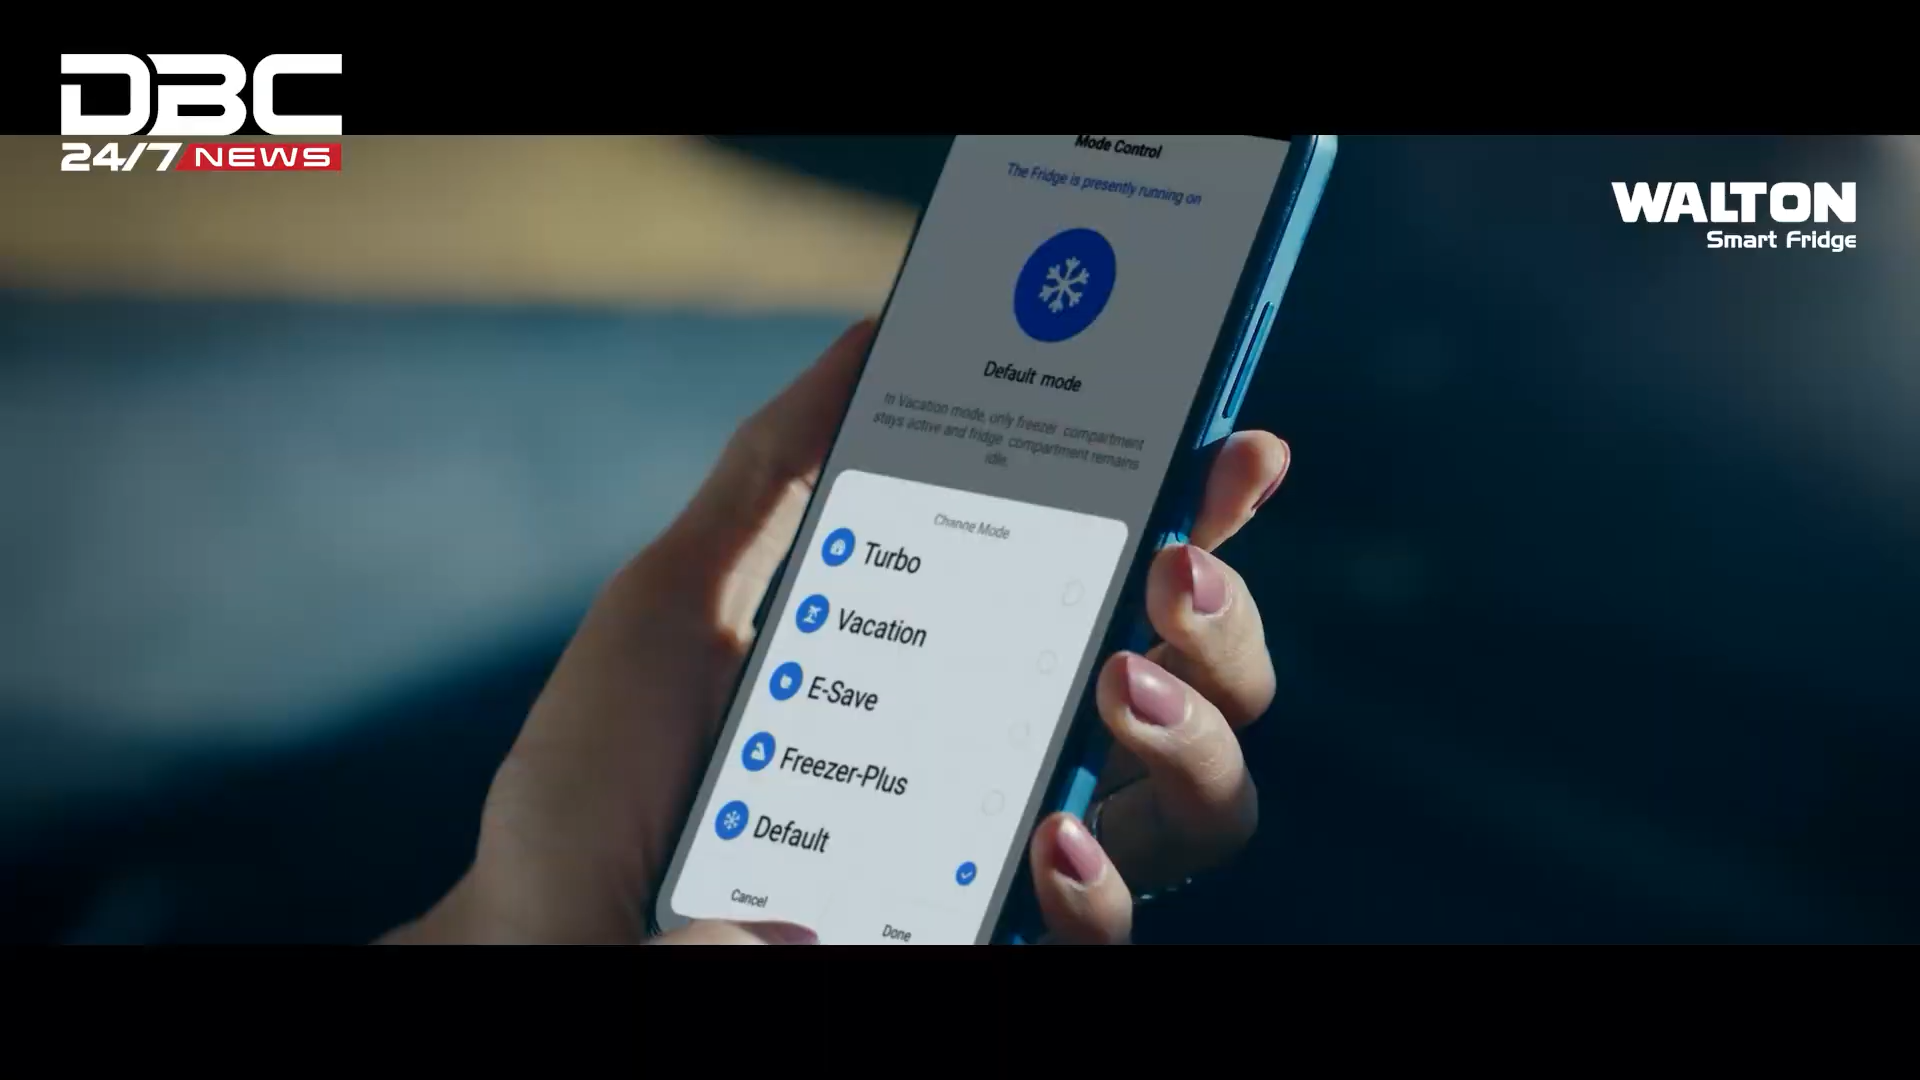 DBC
24/7 NEWS
WALTON
Smart Fridge
Mode Control
The Fridge is presently running on
Default mode
In Vacation mode, only freezer compartment
stays active and fridge compartment remains
idle.
Change Mode
Turbo
Vacation
E-Save
Freezer-Plus
Default
Cancel
Done